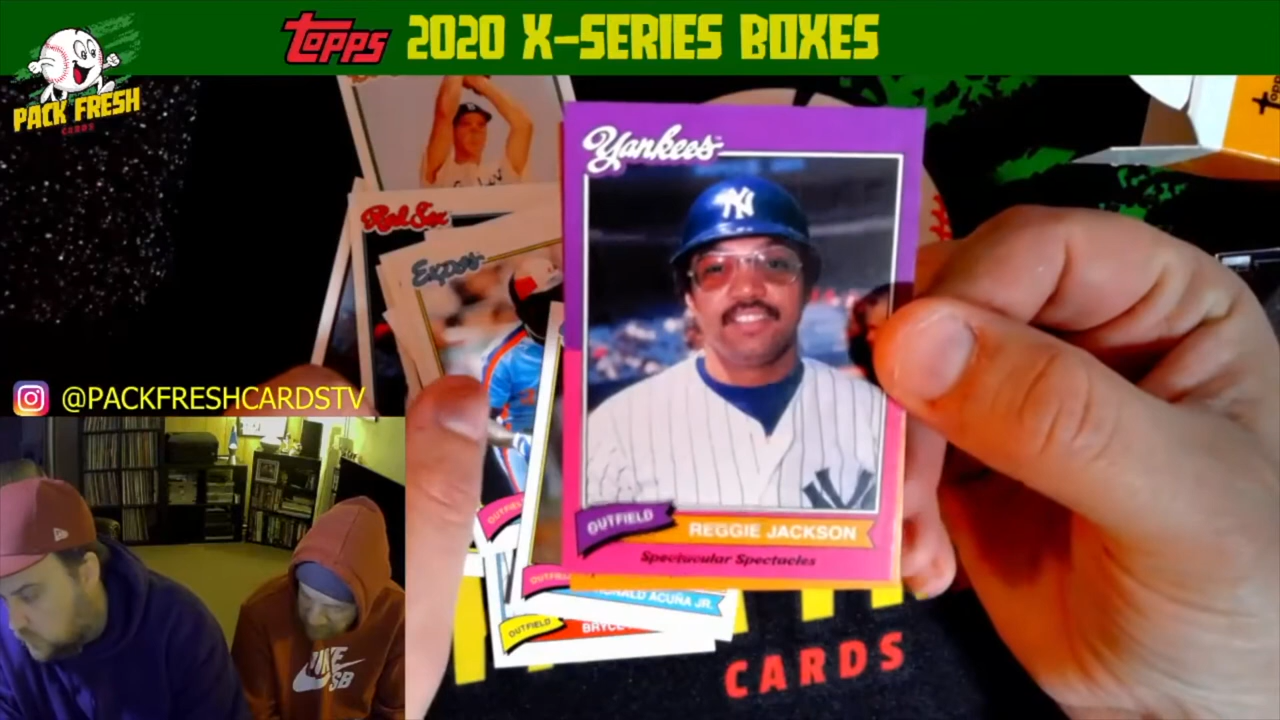 TOPPS 2020 X-SERIES BOXES
PACK FRESH
CARDS
@PACKFRESHCARDSTV
Yankees
NY
OUTFIELD
REGGIE JACKSON
Spectacular Spectacles
Red Sox
Expos
OUTFIELD
OUTFIELD
RONALD ACUÑA JR.
OUTFIELD
BRYCE
CARDS
NIKE
SB